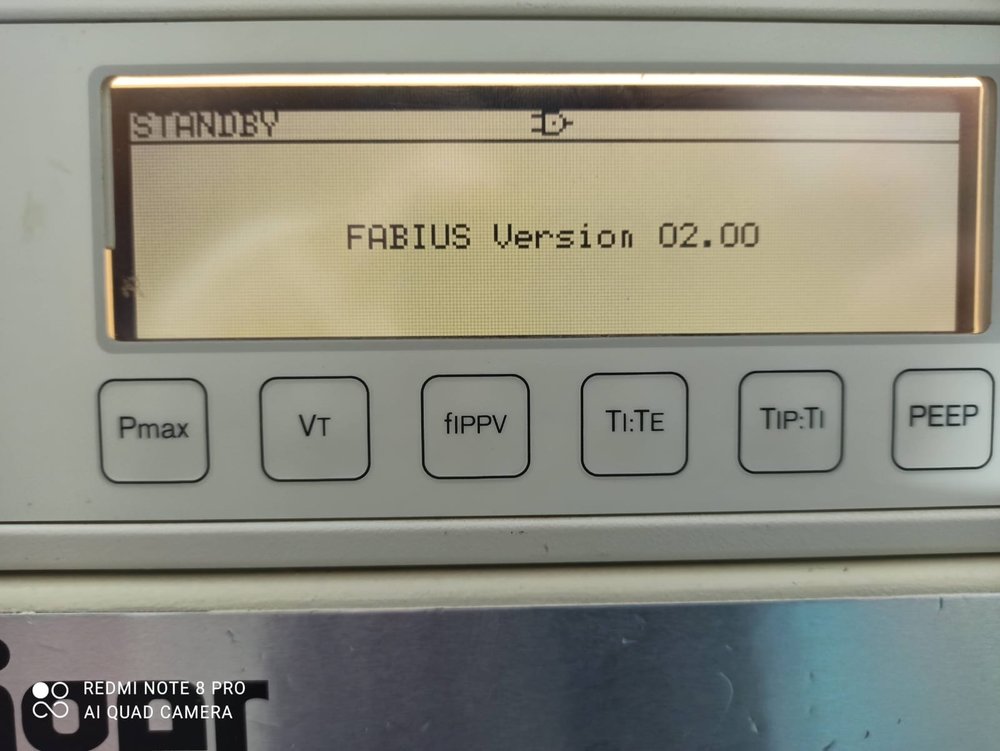 STANDBY
FABIUS Version 02.00
Pmax
VT
fIPPV
TI:TE
TIP:TI
PEEP
REDMI NOTE 8 PRO
AI QUAD CAMERA